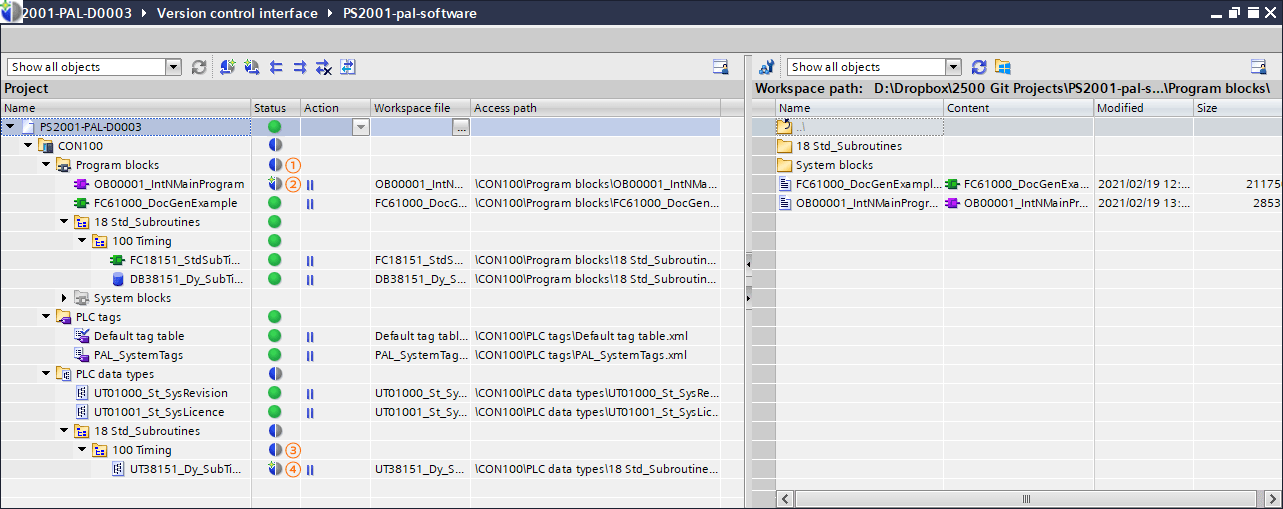 2001-PAL-D0003 Version control interface PS2001-pal-software
Show all objects
Show all objects
Project
Workspace path: D:\Dropbox\2500 Git Projects\PS2001-pal-s...\Program blocks\
Name Status Action Workspace file Access path
Name Content Modified Size
PS2001-PAL-D0003 ...
..\
CON100
18 Std_Subroutines
Program blocks 1
System blocks
OB00001_IntNMainProgram 2 OB00001_IntN... \CON100\Program blocks\OB00001_IntNMa...
FC61000_DocGenExampl... FC61000_DocGenExa... 2021/02/19 12:... 21175
FC61000_DocGenExample FC61000_DocG... \CON100\Program blocks\FC61000_DocGen...
OB00001_IntNMainProgr... OB00001_IntNMainPr... 2021/02/19 13:... 2853
18 Std_Subroutines
100 Timing
FC18151_StdSubTi... FC18151_StdS... \CON100\Program blocks\18 Std_Subroutin...
DB38151_Dy_SubTi... DB38151_Dy_S... \CON100\Program blocks\18 Std_Subroutin...
System blocks
PLC tags
Default tag table Default tag tabl... \CON100\PLC tags\Default tag table.xml
PAL_SystemTags PAL_SystemTag... \CON100\PLC tags\PAL_SystemTags.xml
PLC data types
UT01000_St_SysRevision UT01000_St_Sy... \CON100\PLC data types\UT01000_St_SysRe...
UT01001_St_SysLicence UT01001_St_Sy... \CON100\PLC data types\UT01001_St_SysLic...
18 Std_Subroutines
100 Timing 3
UT38151_Dy_SubTi... 4 UT38151_Dy_S... \CON100\PLC data types\18 Std_Subroutine...